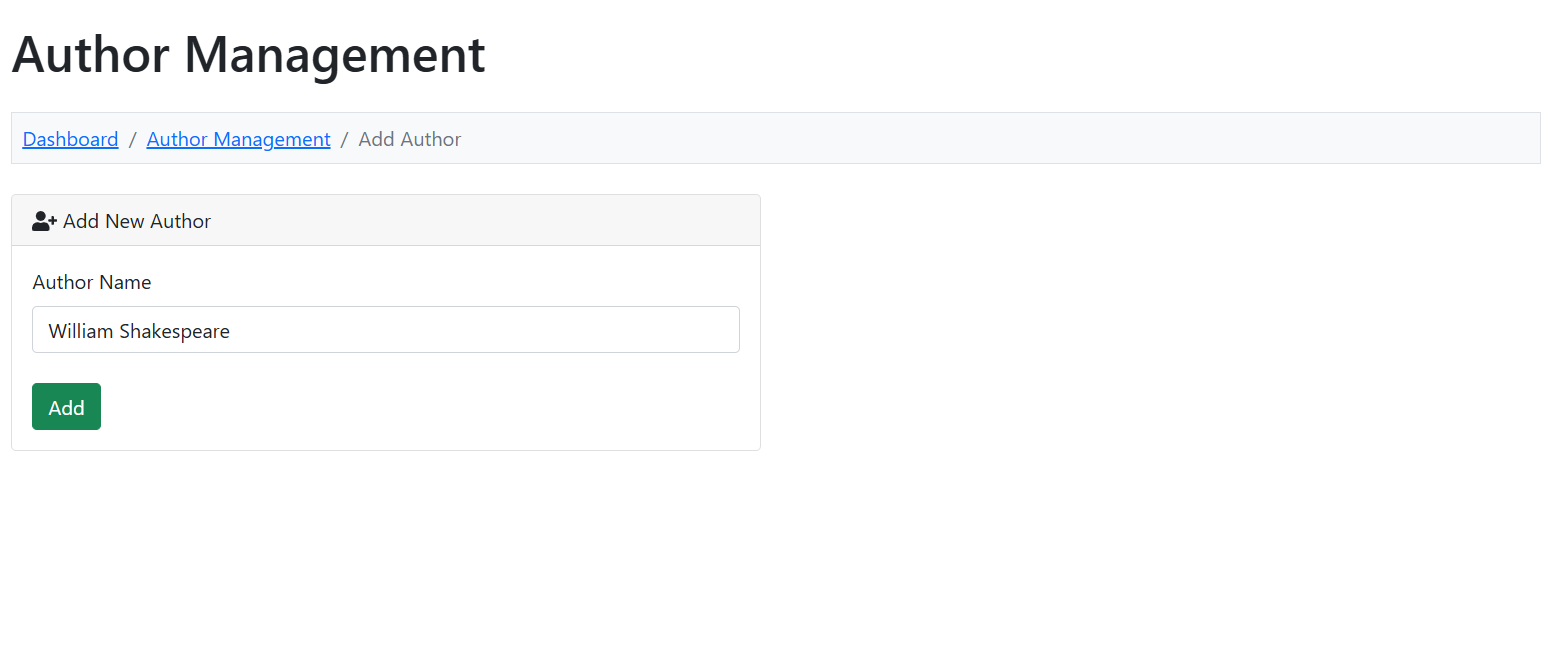 Author Management
Dashboard / Author Management / Add Author
Add New Author
Author Name
William Shakespeare
Add